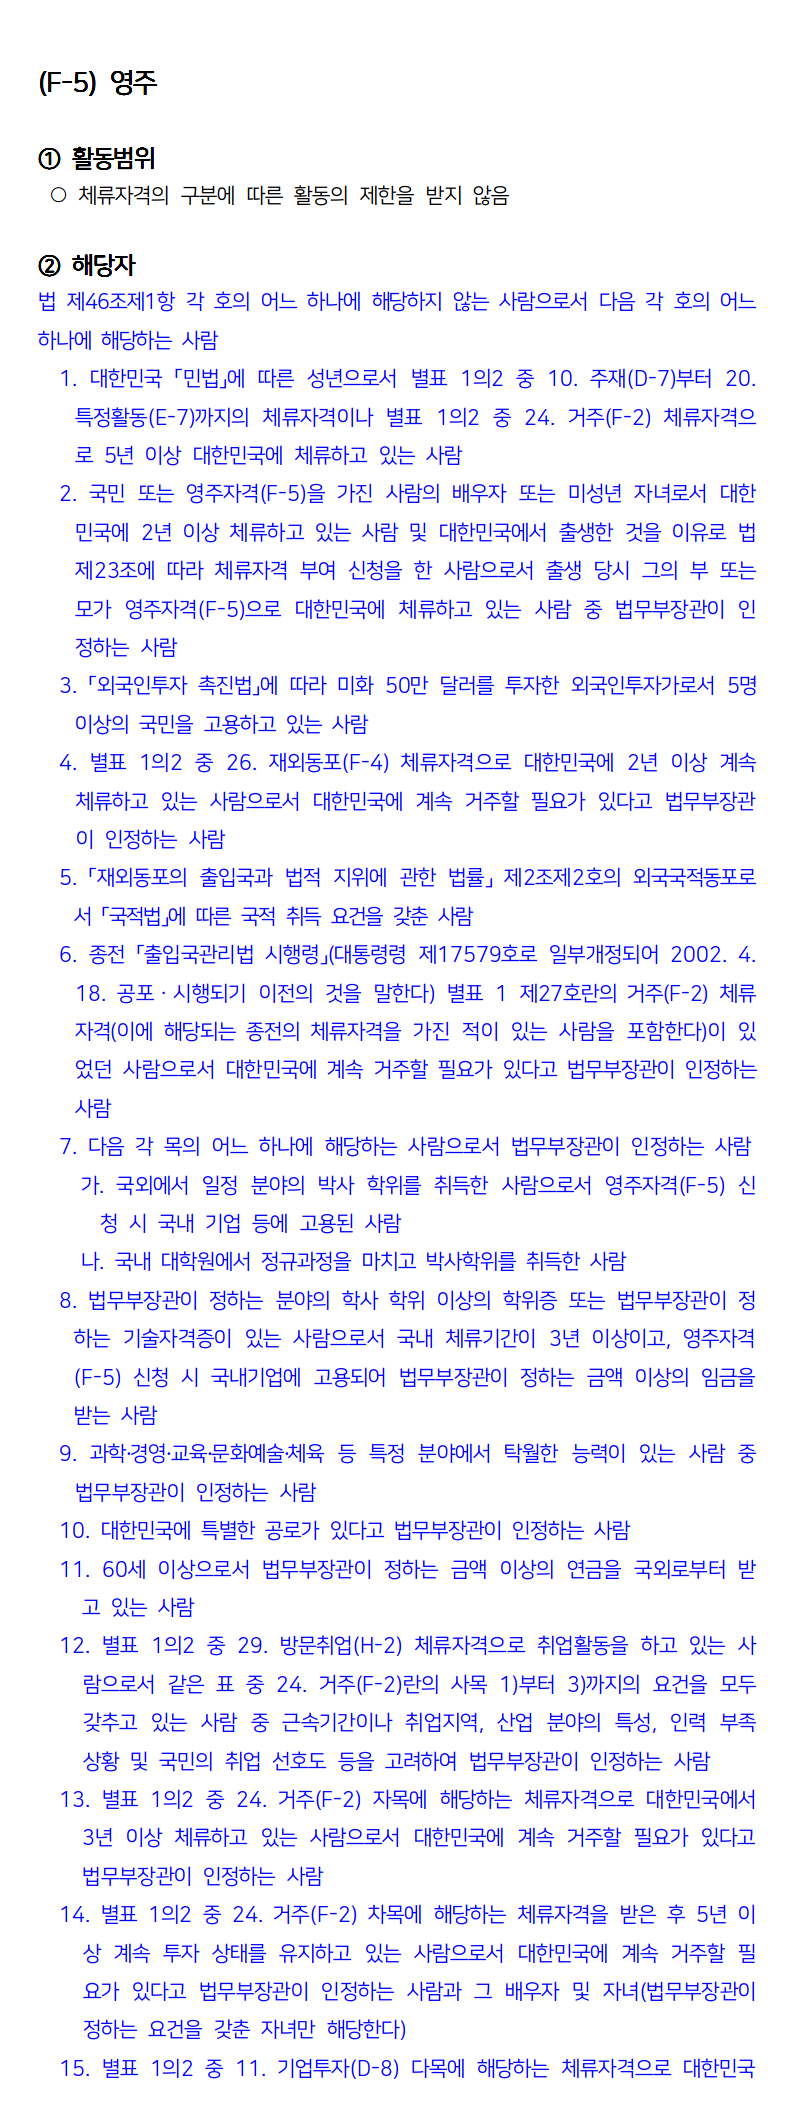 (F-5) 영주
① 활동범위
○ 체류자격의 구분에 따른 활동의 제한을 받지 않음
② 해당자
법 제46조제1항 각 호의 어느 하나에 해당하지 않는 사람으로서 다음 각 호의 어느
하나에 해당하는 사람
1. 대한민국 「민법」에 따른 성년으로서 별표 1의2 중 10. 주재(D-7)부터 20.
특정활동(E-7)까지의 체류자격이나 별표 1의2 중 24. 거주(F-2) 체류자격으
로 5년 이상 대한민국에 체류하고 있는 사람
2. 국민 또는 영주자격(F-5)을 가진 사람의 배우자 또는 미성년 자녀로서 대한
민국에 2년 이상 체류하고 있는 사람 및 대한민국에서 출생한 것을 이유로 법
제23조에 따라 체류자격 부여 신청을 한 사람으로서 출생 당시 그의 부 또는
모가 영주자격(F-5)으로 대한민국에 체류하고 있는 사람 중 법무부장관이 인
정하는 사람
3. 「외국인투자 촉진법」에 따라 미화 50만 달러를 투자한 외국인투자가로서 5명
이상의 국민을 고용하고 있는 사람
4. 별표 1의2 중 26. 재외동포(F-4) 체류자격으로 대한민국에 2년 이상 계속
체류하고 있는 사람으로서 대한민국에 계속 거주할 필요가 있다고 법무부장관
이 인정하는 사람
5. 「재외동포의 출입국과 법적 지위에 관한 법률」 제2조제2호의 외국국적동포로
서 「국적법」에 따른 국적 취득 요건을 갖춘 사람
6. 종전 「출입국관리법 시행령」(대통령령 제17579호로 일부개정되어 2002. 4.
18. 공포·시행되기 이전의 것을 말한다) 별표 1 제27호란의 거주(F-2) 체류
자격(이에 해당되는 종전의 체류자격을 가진 적이 있는 사람을 포함한다)이 있
었던 사람으로서 대한민국에 계속 거주할 필요가 있다고 법무부장관이 인정하는
사람
7. 다음 각 목의 어느 하나에 해당하는 사람으로서 법무부장관이 인정하는 사람
가. 국외에서 일정 분야의 박사 학위를 취득한 사람으로서 영주자격(F-5) 신
청 시 국내 기업 등에 고용된 사람
나. 국내 대학원에서 정규과정을 마치고 박사학위를 취득한 사람
8. 법무부장관이 정하는 분야의 학사 학위 이상의 학위증 또는 법무부장관이 정
하는 기술자격증이 있는 사람으로서 국내 체류기간이 3년 이상이고, 영주자격
(F-5) 신청 시 국내기업에 고용되어 법무부장관이 정하는 금액 이상의 임금을
받는 사람
9. 과학·경영·교육·문화예술·체육 등 특정 분야에서 탁월한 능력이 있는 사람 중
법무부장관이 인정하는 사람
10. 대한민국에 특별한 공로가 있다고 법무부장관이 인정하는 사람
11. 60세 이상으로서 법무부장관이 정하는 금액 이상의 연금을 국외로부터 받
고 있는 사람
12. 별표 1의2 중 29. 방문취업(H-2) 체류자격으로 취업활동을 하고 있는 사
람으로서 같은 표 중 24. 거주(F-2)란의 사목 1)부터 3)까지의 요건을 모두
갖추고 있는 사람 중 근속기간이나 취업지역, 산업 분야의 특성, 인력 부족
상황 및 국민의 취업 선호도 등을 고려하여 법무부장관이 인정하는 사람
13. 별표 1의2 중 24. 거주(F-2) 자목에 해당하는 체류자격으로 대한민국에서
3년 이상 체류하고 있는 사람으로서 대한민국에 계속 거주할 필요가 있다고
법무부장관이 인정하는 사람
14. 별표 1의2 중 24. 거주(F-2) 차목에 해당하는 체류자격을 받은 후 5년 이
상 계속 투자 상태를 유지하고 있는 사람으로서 대한민국에 계속 거주할 필
요가 있다고 법무부장관이 인정하는 사람과 그 배우자 및 자녀(법무부장관이
정하는 요건을 갖춘 자녀만 해당한다)
15. 별표 1의2 중 11. 기업투자(D-8) 다목에 해당하는 체류자격으로 대한민국